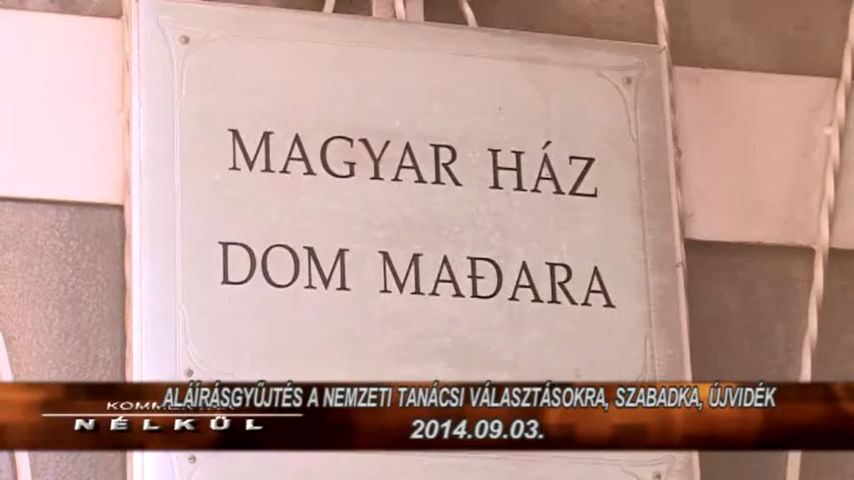 MAGYAR HÁZ
DOM MAĐARA
ALÁÍRÁSGYŰJTÉS A NEMZETI TANÁCSI VÁLASZTÁSOKRA, SZABADKA, ÚJVIDÉK
2014.09.03.
NÉLKÜL